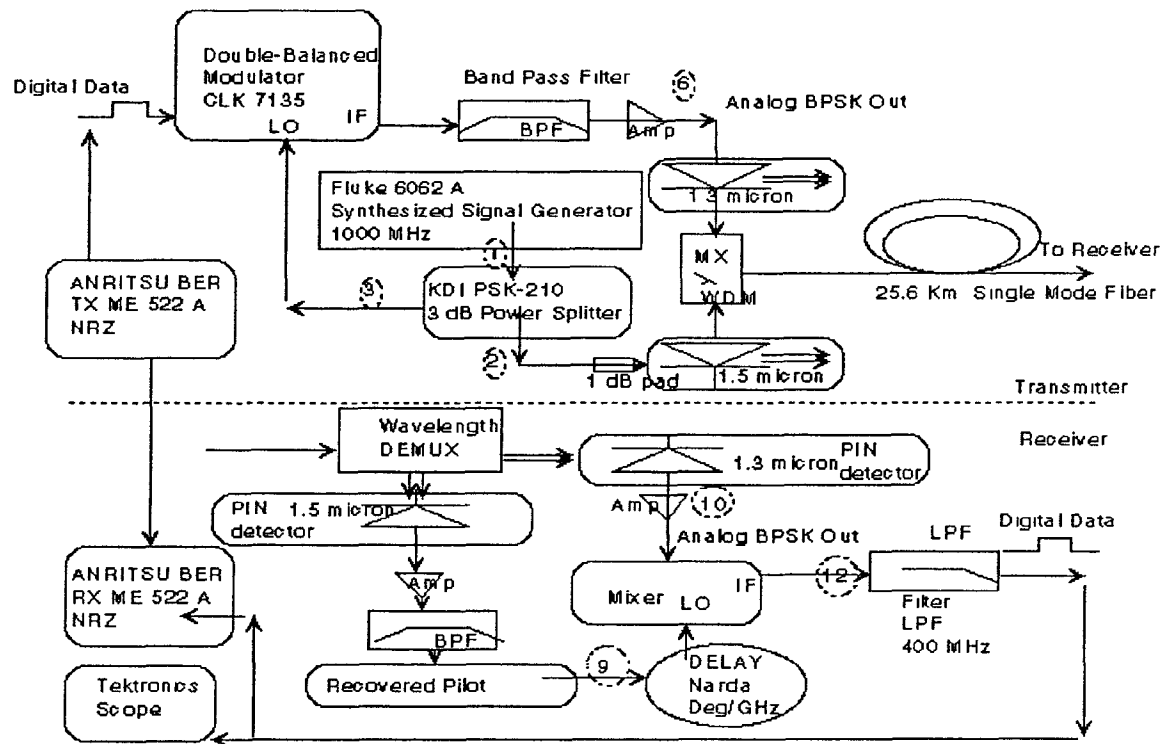 Double-Balanced
Modulator
CLK 7135
LO
IF
Digital Data
Band Pass Filter
BPF
Amp
6
Analog BPSK Out
1.3 micron
Fluke 6062 A
Synthesized Signal Generator
1000 MHz
1
MX
WDM
To Receiver
25.6 Km Single Mode Fiber
ANRITSU BER
TX ME 522 A
NRZ
3
KDI PSK-210
3 dB Power Splitter
2
1 dB pad
1.5 micron
Transmitter
Receiver
Wavelength
DEMUX
1.3 micron
PIN
detector
PIN 1.5 micron
detector
Amp
10
Analog BPSK Out
Digital Data
LPF
ANRITSU BER
RX ME 522 A
NRZ
Amp
Mixer
LO
IF
12
Filter
LPF
400 MHz
BPF
Recovered Pilot
9
DELAY
Narda
Deg/GHz
Tektronics
Scope